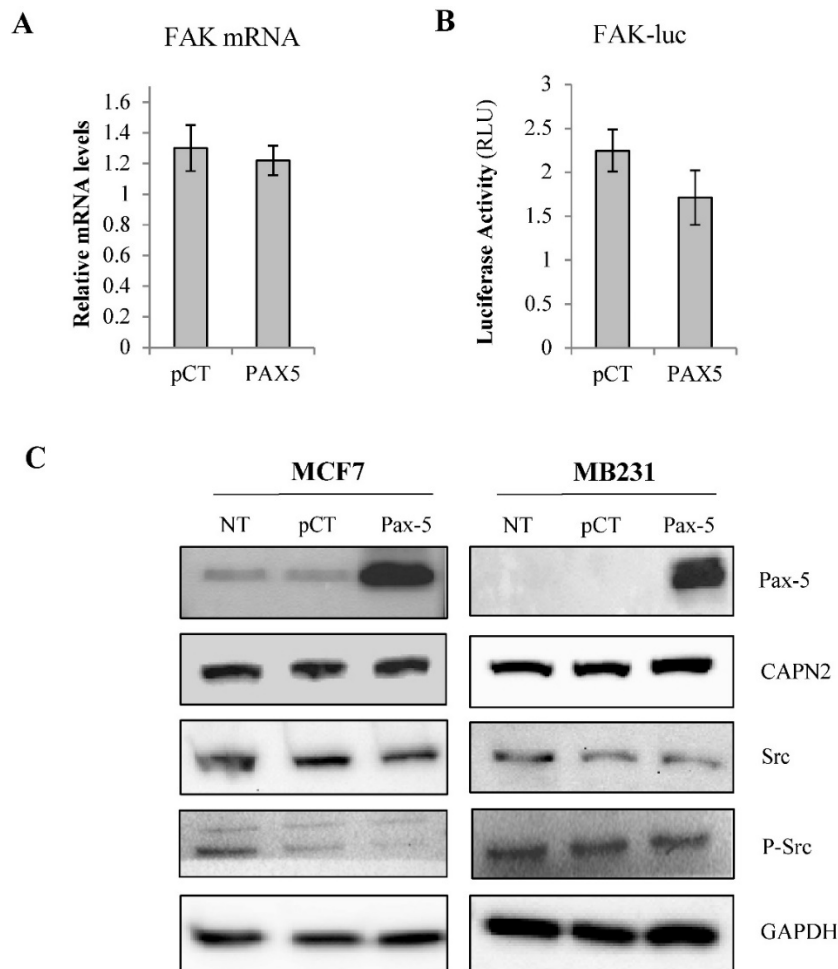 A
FAK mRNA
Relative mRNA levels
1.6
1.4
1.2
1
0.8
0.6
0.4
0.2
0
pCT PAX5
B
FAK-luc
Luciferase Activity (RLU)
3
2.5
2
1.5
1
0.5
0
pCT PAX5
C
MCF7 MB231
NT pCT Pax-5 NT pCT Pax-5
Pax-5
CAPN2
Src
P-Src
GAPDH